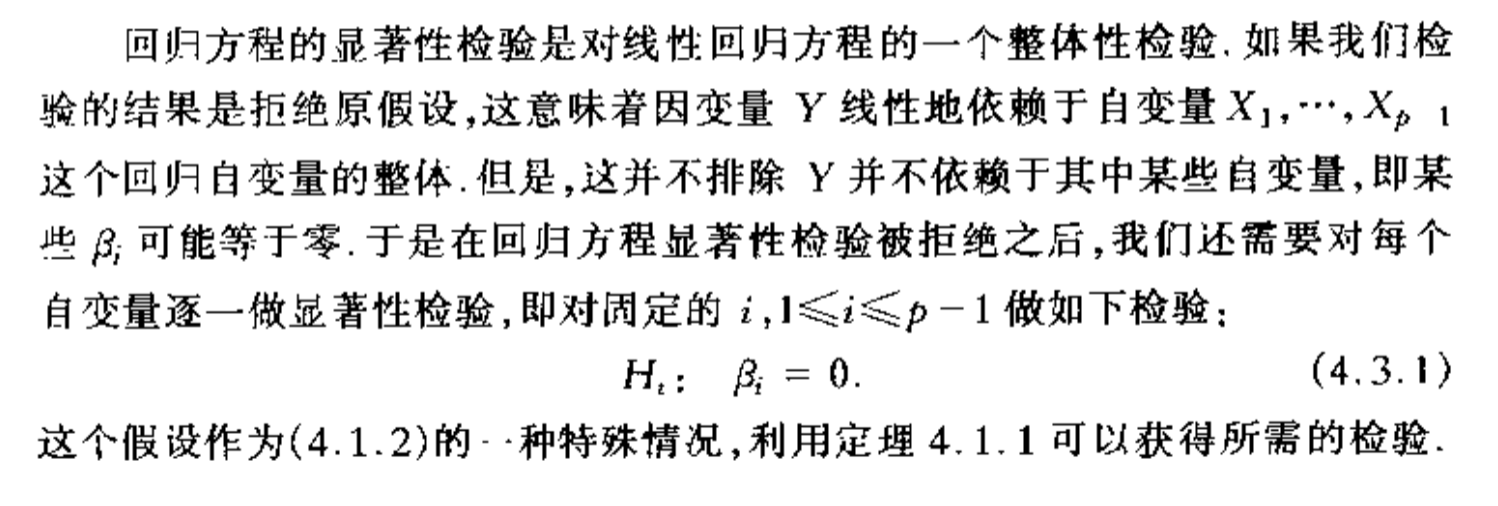 回归方程的显著性检验是对线性回归方程的一个整体性检验.如果我们检
验的结果是拒绝原假设,这意味着因变量 Y 线性地依赖于自变量 X₁,…,Xₚ₋₁
这个回归自变量的整体.但是,这并不排除 Y 并不依赖于其中某些自变量,即某
些 βᵢ 可能等于零.于是在回归方程显著性检验被拒绝之后,我们还需要对每个
自变量逐一做显著性检验,即对固定的 i,1≤i≤p-1 做如下检验:
Hᵢ: βᵢ = 0. (4.3.1)
这个假设作为(4.1.2)的一种特殊情况,利用定理 4.1.1 可以获得所需的检验.